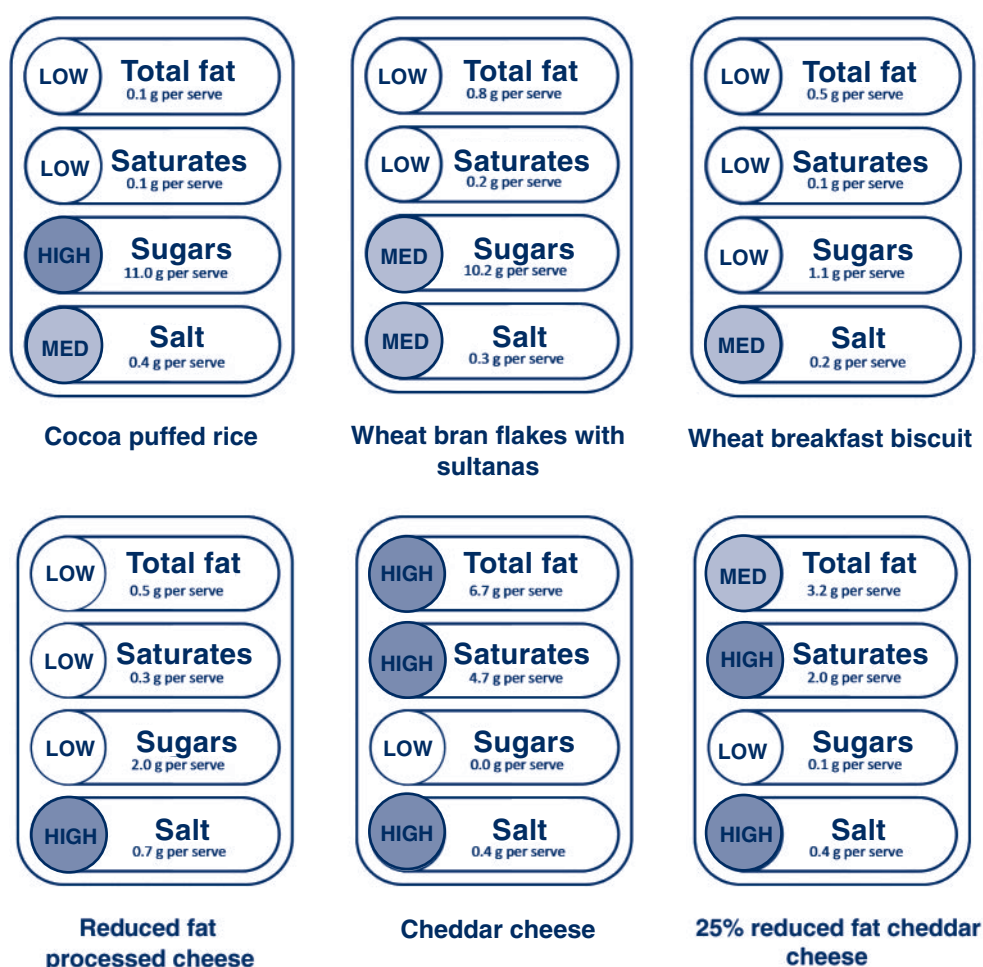 LOW
Total fat
0.1 g per serve
LOW
Saturates
0.1 g per serve
HIGH
Sugars
11.0 g per serve
MED
Salt
0.4 g per serve
Cocoa puffed rice
LOW
Total fat
0.8 g per serve
LOW
Saturates
0.2 g per serve
MED
Sugars
10.2 g per serve
MED
Salt
0.3 g per serve
Wheat bran flakes with
sultanas
LOW
Total fat
0.5 g per serve
LOW
Saturates
0.1 g per serve
LOW
Sugars
1.1 g per serve
MED
Salt
0.2 g per serve
Wheat breakfast biscuit
LOW
Total fat
0.5 g per serve
LOW
Saturates
0.3 g per serve
LOW
Sugars
2.0 g per serve
HIGH
Salt
0.7 g per serve
Reduced fat
processed cheese
HIGH
Total fat
6.7 g per serve
HIGH
Saturates
4.7 g per serve
LOW
Sugars
0.0 g per serve
HIGH
Salt
0.4 g per serve
Cheddar cheese
MED
Total fat
3.2 g per serve
HIGH
Saturates
2.0 g per serve
LOW
Sugars
0.1 g per serve
HIGH
Salt
0.4 g per serve
25% reduced fat cheddar
cheese